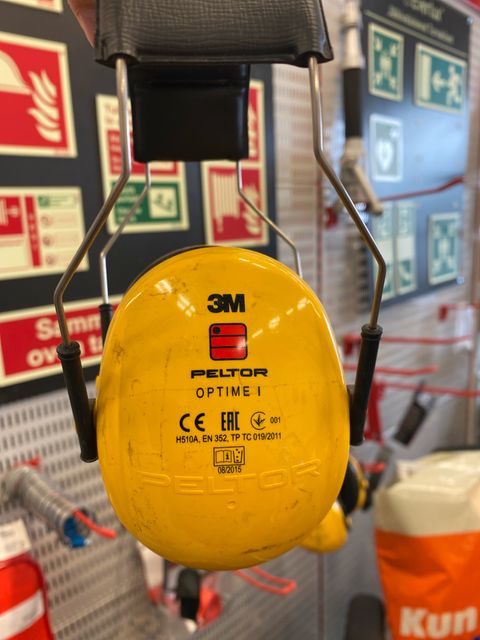 3M
PELTOR
OPTIME I
CE EAC 001
H510A, EN 352, TP TC 019/2011
08/2015
PELTOR
Kun